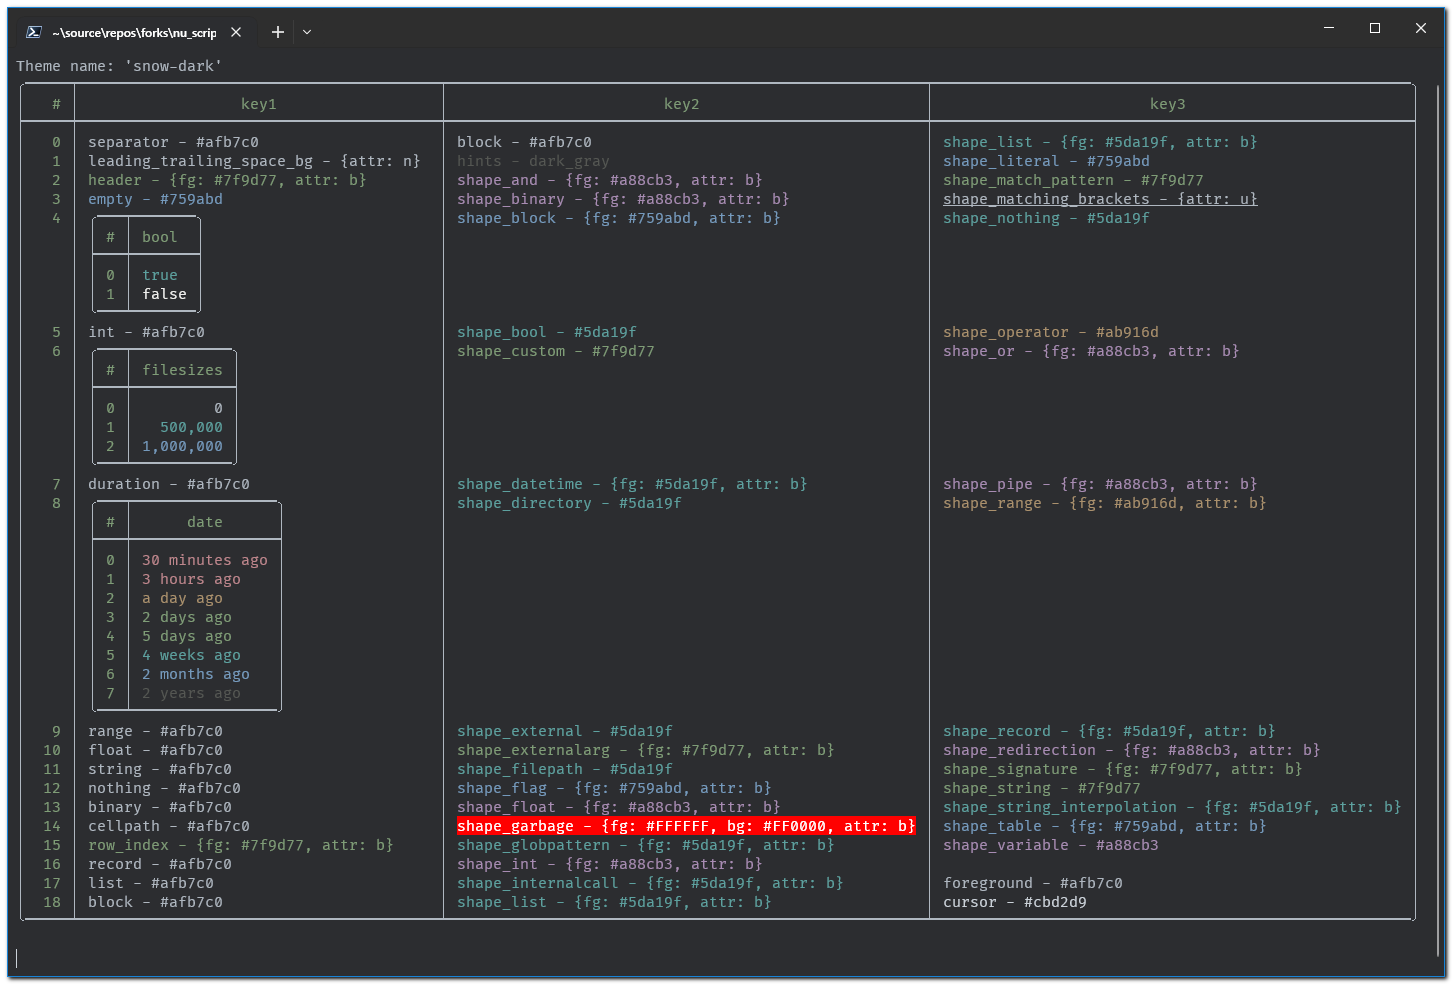 ~\source\repos\forks\nu_scrip
Theme name: 'snow-dark'
# key1 key2 key3
0 separator - #afb7c0 block - #afb7c0 shape_list - {fg: #5da19f, attr: b}
1 leading_trailing_space_bg - {attr: n} hints - dark_gray shape_literal - #759abd
2 header - {fg: #7f9d77, attr: b} shape_and - {fg: #a88cb3, attr: b} shape_match_pattern - #7f9d77
3 empty - #759abd shape_binary - {fg: #a88cb3, attr: b} shape_matching_brackets - {attr: u}
4 shape_block - {fg: #759abd, attr: b} shape_nothing - #5da19f
# bool
0 true
1 false
5 int - #afb7c0 shape_bool - #5da19f shape_operator - #ab916d
6 shape_custom - #7f9d77 shape_or - {fg: #a88cb3, attr: b}
# filesizes
0 0
1 500,000
2 1,000,000
7 duration - #afb7c0 shape_datetime - {fg: #5da19f, attr: b} shape_pipe - {fg: #a88cb3, attr: b}
8 shape_directory - #5da19f shape_range - {fg: #ab916d, attr: b}
# date
0 30 minutes ago
1 3 hours ago
2 a day ago
3 2 days ago
4 5 days ago
5 4 weeks ago
6 2 months ago
7 2 years ago
9 range - #afb7c0 shape_external - #5da19f shape_record - {fg: #5da19f, attr: b}
10 float - #afb7c0 shape_externalarg - {fg: #7f9d77, attr: b} shape_redirection - {fg: #a88cb3, attr: b}
11 string - #afb7c0 shape_filepath - #5da19f shape_signature - {fg: #7f9d77, attr: b}
12 nothing - #afb7c0 shape_flag - {fg: #759abd, attr: b} shape_string - #7f9d77
13 binary - #afb7c0 shape_float - {fg: #a88cb3, attr: b} shape_string_interpolation - {fg: #5da19f, attr: b}
14 cellpath - #afb7c0 shape_garbage - {fg: #FFFFFF, bg: #FF0000, attr: b} shape_table - {fg: #759abd, attr: b}
15 row_index - {fg: #7f9d77, attr: b} shape_globpattern - {fg: #5da19f, attr: b} shape_variable - #a88cb3
16 record - #afb7c0 shape_int - {fg: #a88cb3, attr: b}
17 list - #afb7c0 shape_internalcall - {fg: #5da19f, attr: b} foreground - #afb7c0
18 block - #afb7c0 shape_list - {fg: #5da19f, attr: b} cursor - #cbd2d9